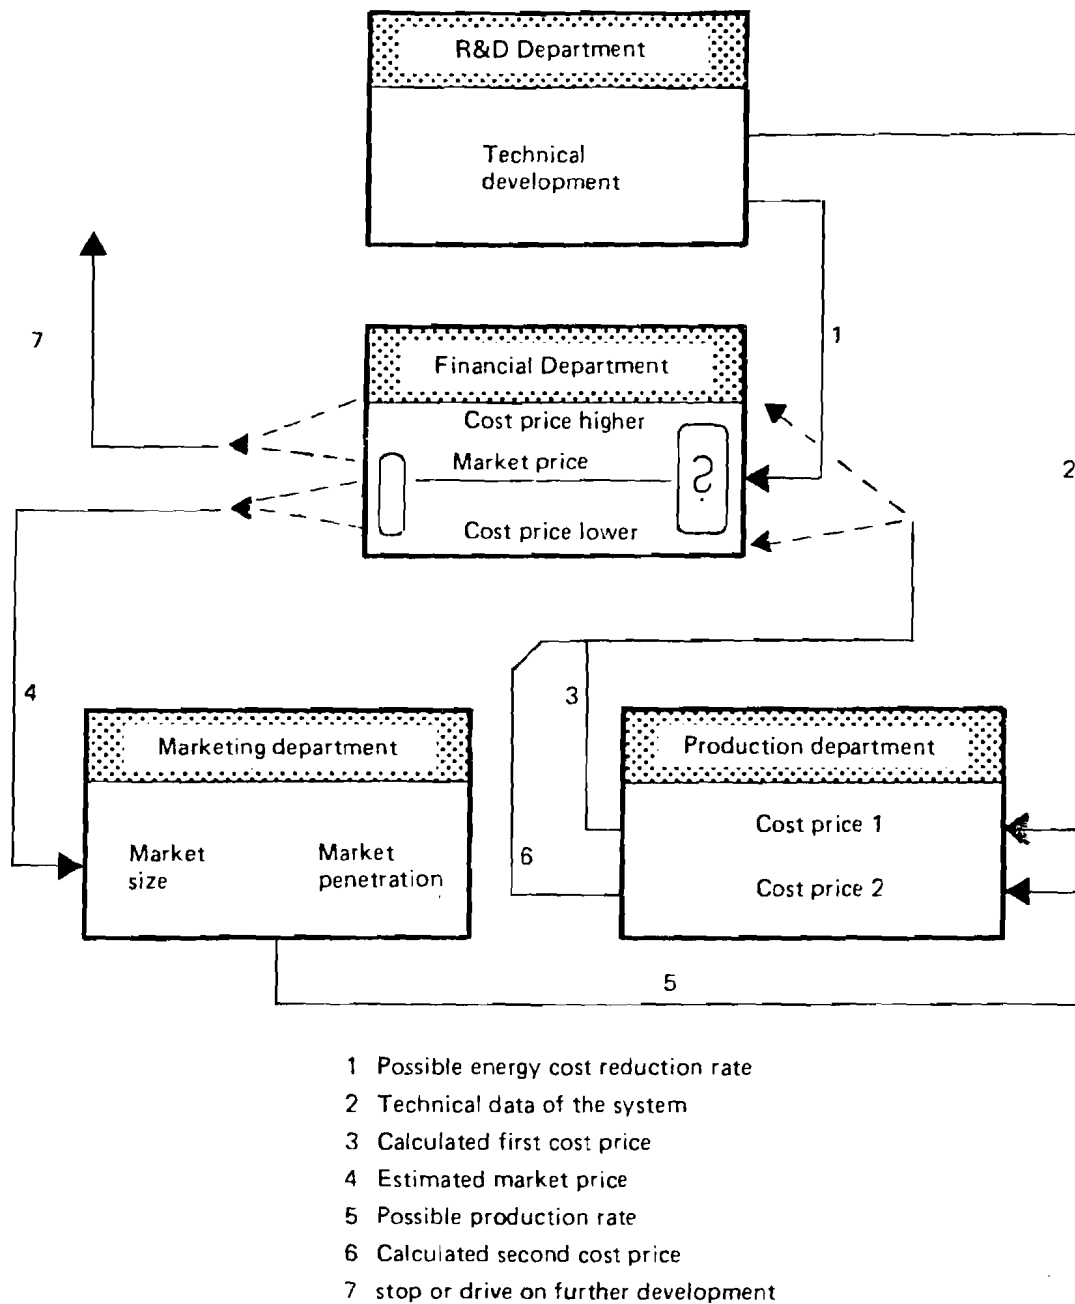 R&D Department
Technical
development
7
1
Financial Department
Cost price higher
Market price
?
Cost price lower
2
4
3
Marketing department
Production department
Market
size
Market
penetration
Cost price 1
6
Cost price 2
5
1 Possible energy cost reduction rate
2 Technical data of the system
3 Calculated first cost price
4 Estimated market price
5 Possible production rate
6 Calculated second cost price
7 stop or drive on further development